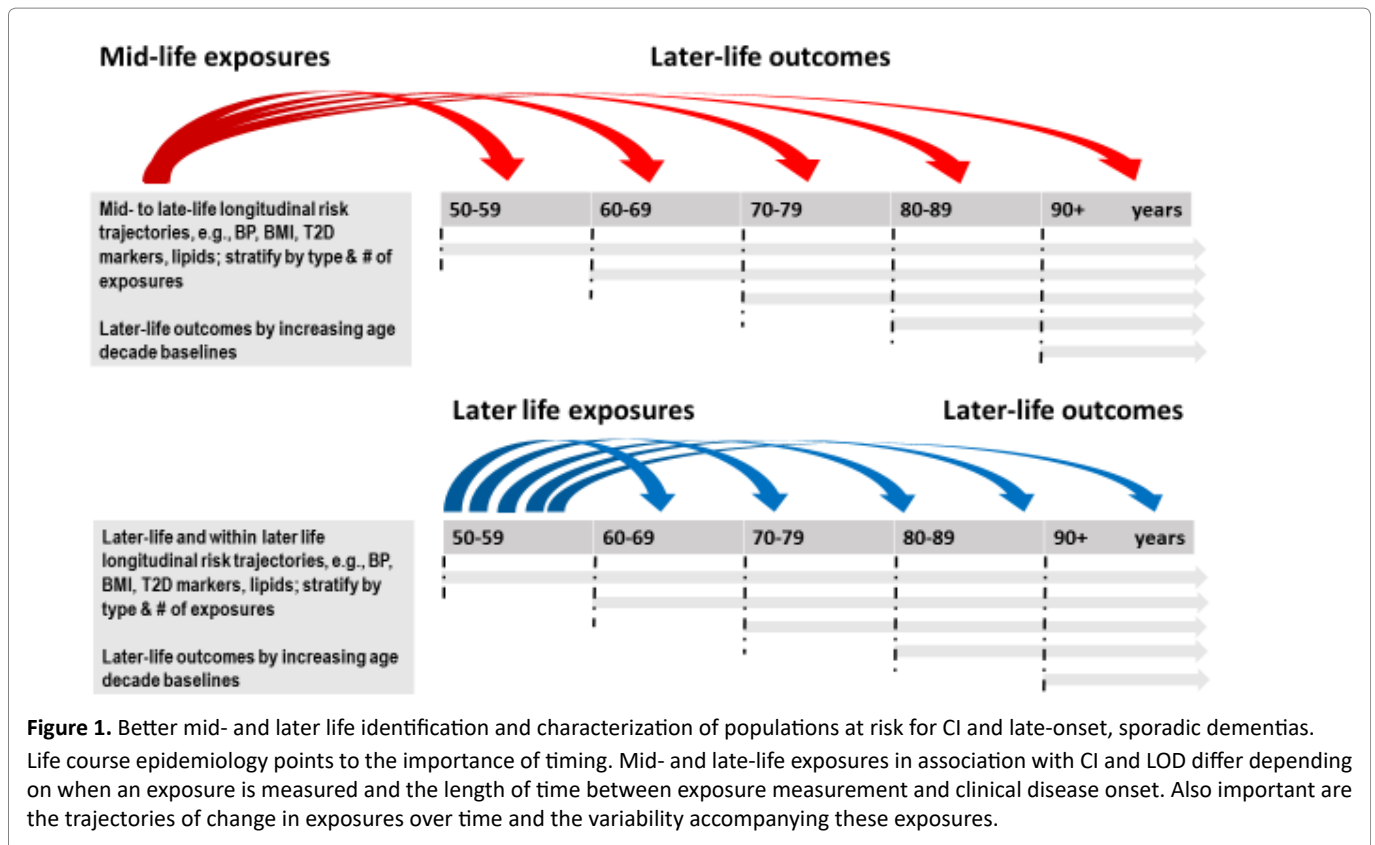 Mid-life exposures
Later-life outcomes
Mid- to late-life longitudinal risk
trajectories, e.g., BP, BMI, T2D
markers, lipids; stratify by type & # of
exposures
Later-life outcomes by increasing age
decade baselines
50-59 60-69 70-79 80-89 90+ years
Later life exposures
Later-life outcomes
Later-life and within later life
longitudinal risk trajectories, e.g., BP,
BMI, T2D markers, lipids; stratify by
type & # of exposures
Later-life outcomes by increasing age
decade baselines
50-59 60-69 70-79 80-89 90+ years
Figure 1. Better mid- and later life identification and characterization of populations at risk for CI and late-onset, sporadic dementias.
Life course epidemiology points to the importance of timing. Mid- and late-life exposures in association with CI and LOD differ depending
on when an exposure is measured and the length of time between exposure measurement and clinical disease onset. Also important are
the trajectories of change in exposures over time and the variability accompanying these exposures.